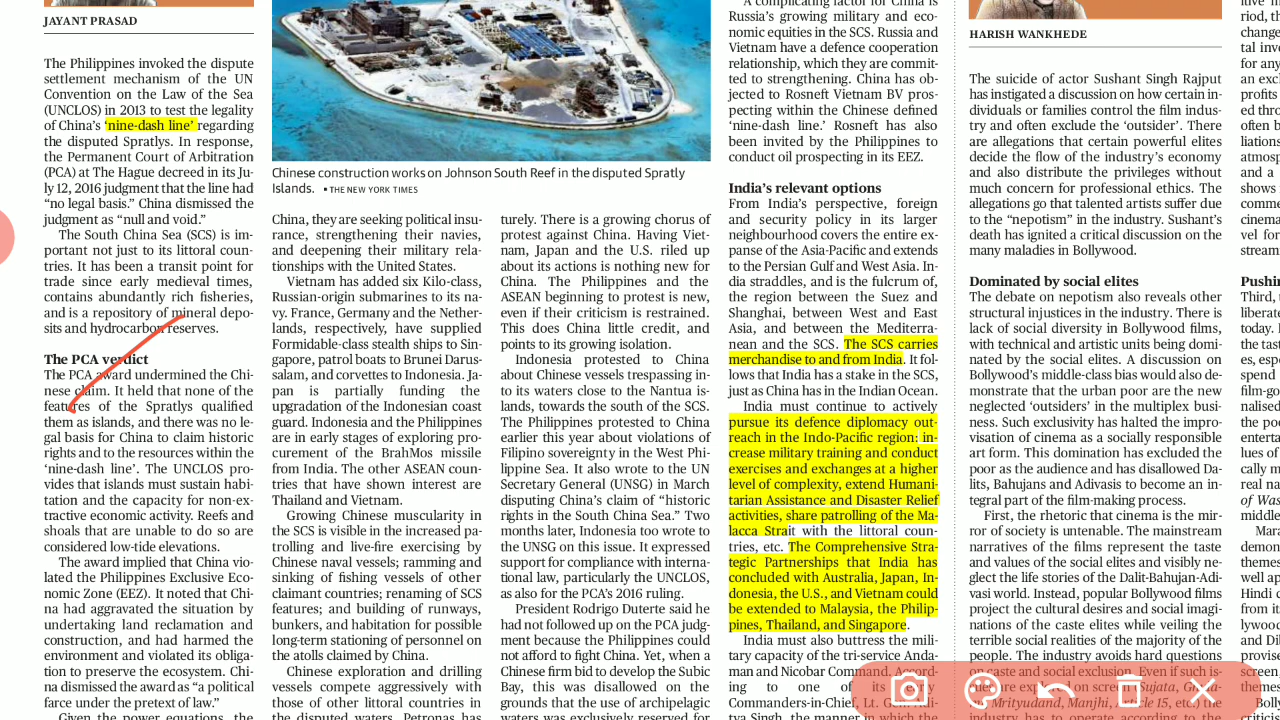 JAYANT PRASAD
The Philippines invoked the dispute
settlement mechanism of the UN
Convention on the Law of the Sea
(UNCLOS) in 2013 to test the legality
of China's 'nine-dash line' regarding
the disputed Spratlys. In response,
the Permanent Court of Arbitration
(PCA) at The Hague decreed in its Ju-
ly 12, 2016 judgment that the line had
"no legal basis." China dismissed the
judgment as "null and void."
The South China Sea (SCS) is im-
portant not just to its littoral coun-
tries. It has been a transit point for
trade since early medieval times,
contains abundantly rich fisheries,
and is a repository of mineral depo-
sits and hydrocarbon reserves.
The PCA verdict
The PCA award undermined the Chi-
nese claim. It held that none of the
features of the Spratlys qualified
them as islands, and there was no le-
gal basis for China to claim historic
rights and to the resources within the
'nine-dash line'. The UNCLOS pro-
vides that islands must sustain habi-
tation and the capacity for non-ex-
tractive economic activity. Reefs and
shoals that are unable to do so are
considered low-tide elevations.
The award implied that China vio-
lated the Philippines Exclusive Eco-
nomic Zone (EEZ). It noted that Chi-
na had aggravated the situation by
undertaking land reclamation and
construction, and had harmed the
environment and violated its obliga-
tion to preserve the ecosystem. Chi-
na dismissed the award as "a political
farce under the pretext of law."
Given the power equations, the
Chinese construction works on Johnson South Reef in the disputed Spratly
Islands. ▪ THE NEW YORK TIMES
China, they are seeking political insu-
rance, strengthening their navies,
and deepening their military rela-
tionships with the United States.
Vietnam has added six Kilo-class,
Russian-origin submarines to its na-
vy. France, Germany and the Nether-
lands, respectively, have supplied
Formidable-class stealth ships to Sin-
gapore, patrol boats to Brunei Darus-
salam, and corvettes to Indonesia. Ja-
pan is partially funding the
upgradation of the Indonesian coast
guard. Indonesia and the Philippines
are in early stages of exploring pro-
curement of the BrahMos missile
from India. The other ASEAN coun-
tries that have shown interest are
Thailand and Vietnam.
Growing Chinese muscularity in
the SCS is visible in the increased pa-
trolling and live-fire exercising by
Chinese naval vessels; ramming and
sinking of fishing vessels of other
claimant countries; renaming of SCS
features; and building of runways,
bunkers, and habitation for possible
long-term stationing of personnel on
the atolls claimed by China.
Chinese exploration and drilling
vessels compete aggressively with
those of other littoral countries in
the disputed waters. Petronas has
turely. There is a growing chorus of
protest against China. Having Viet-
nam, Japan and the U.S. riled up
about its actions is nothing new for
China. The Philippines and the
ASEAN beginning to protest is new,
even if their criticism is restrained.
This does China little credit, and
points to its growing isolation.
Indonesia protested to China
about Chinese vessels trespassing in-
to its waters close to the Nantua is-
lands, towards the south of the SCS.
The Philippines protested to China
earlier this year about violations of
Filipino sovereignty in the West Phi-
lippine Sea. It also wrote to the UN
Secretary General (UNSG) in March
disputing China's claim of "historic
rights in the South China Sea." Two
months later, Indonesia too wrote to
the UNSG on this issue. It expressed
support for compliance with interna-
tional law, particularly the UNCLOS,
as also for the PCA's 2016 ruling.
President Rodrigo Duterte said he
had not followed up on the PCA judg-
ment because the Philippines could
not afford to fight China. Yet, when a
Chinese firm bid to develop the Subic
Bay, this was disallowed on the
grounds that the use of archipelagic
waters was exclusively reserved for
A complicating factor for China is
Russia's growing military and eco-
nomic equities in the SCS. Russia and
Vietnam have a defence cooperation
relationship, which they are commit-
ted to strengthening. China has ob-
jected to Rosneft Vietnam BV pros-
pecting within the Chinese defined
'nine-dash line.' Rosneft has also
been invited by the Philippines to
conduct oil prospecting in its EEZ.
India's relevant options
From India's perspective, foreign
and security policy in its larger
neighbourhood covers the entire ex-
panse of the Asia-Pacific and extends
to the Persian Gulf and West Asia. In-
dia straddles, and is the fulcrum of,
the region between the Suez and
Shanghai, between West and East
Asia, and between the Mediterra-
nean and the SCS. The SCS carries
merchandise to and from India. It fol-
lows that India has a stake in the SCS,
just as China has in the Indian Ocean.
India must continue to actively
pursue its defence diplomacy out-
reach in the Indo-Pacific region: in-
crease military training and conduct
exercises and exchanges at a higher
level of complexity, extend Humani-
tarian Assistance and Disaster Relief
activities, share patrolling of the Ma-
lacca Strait with the littoral coun-
tries, etc. The Comprehensive Stra-
tegic Partnerships that India has
concluded with Australia, Japan, In-
donesia, the U.S., and Vietnam could
be extended to Malaysia, the Philip-
pines, Thailand, and Singapore.
India must also buttress the mili-
tary capacity of the tri-service Anda-
man and Nicobar Command. Accord-
ing to one of its early
Commanders-in-Chief, Lt. Gen.
the manner in which the
HARISH WANKHEDE
The suicide of actor Sushant Singh Rajput
has instigated a discussion on how certain in-
dividuals or families control the film indus-
try and often exclude the 'outsider'. There
are allegations that certain powerful elites
decide the flow of the industry's economy
and also distribute the privileges without
much concern for professional ethics. The
allegations go that talented artists suffer due
to the "nepotism" in the industry. Sushant's
death has ignited a critical discussion on the
many maladies in Bollywood.
Dominated by social elites
The debate on nepotism also reveals other
structural injustices in the industry. There is
lack of social diversity in Bollywood films,
with technical and artistic units being domi-
nated by the social elites. A discussion on
Bollywood's middle-class bias would also de-
monstrate that the urban poor are the new
neglected 'outsiders' in the multiplex busi-
ness. Such exclusivity has halted the impro-
visation of cinema as a socially responsible
art form. This domination has excluded the
poor as the audience and has disallowed Da-
lits, Bahujans and Adivasis to become an in-
tegral part of the film-making process.
First, the rhetoric that cinema is the mir-
ror of society is untenable. The mainstream
narratives of the films represent the taste
and values of the social elites and visibly ne-
glect the life stories of the Dalit-Bahujan-Adi-
vasi world. Instead, popular Bollywood films
project the cultural desires and social imagi-
nations of the caste elites while veiling the
terrible social realities of the majority of the
people. The industry avoids hard questions
on caste and social exclusion. Even if such is-
sues are explored on screen (Sujata,
Mrityudand, Manjhi, Article 15, etc.) the
industry has to operate according